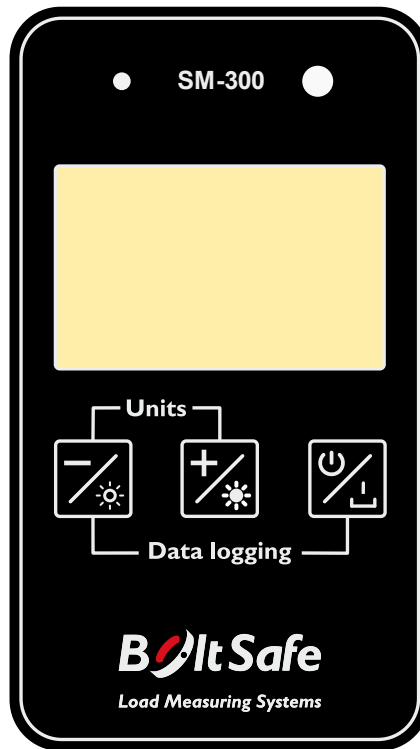 SM-300
Units
Data logging
BoltSafe
Load Measuring Systems